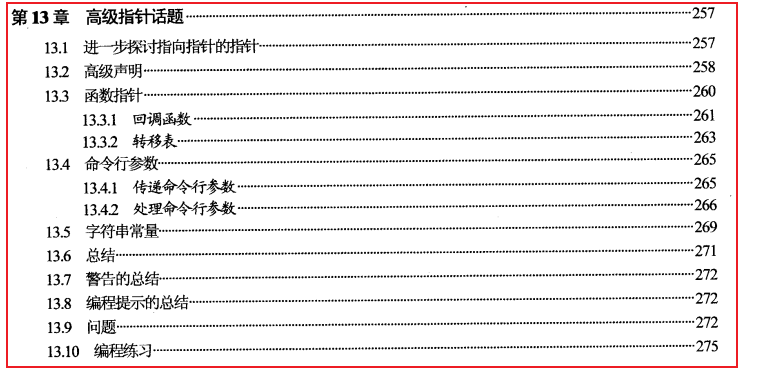 第13章 高级指针话题 257
13.1 进一步探讨指向指针的指针 257
13.2 高级声明 258
13.3 函数指针 260
13.3.1 回调函数 261
13.3.2 转移表 263
13.4 命令行参数 265
13.4.1 传递命令行参数 265
13.4.2 处理命令行参数 266
13.5 字符串常量 269
13.6 总结 271
13.7 警告的总结 272
13.8 编程提示的总结 272
13.9 问题 272
13.10 编程练习 275